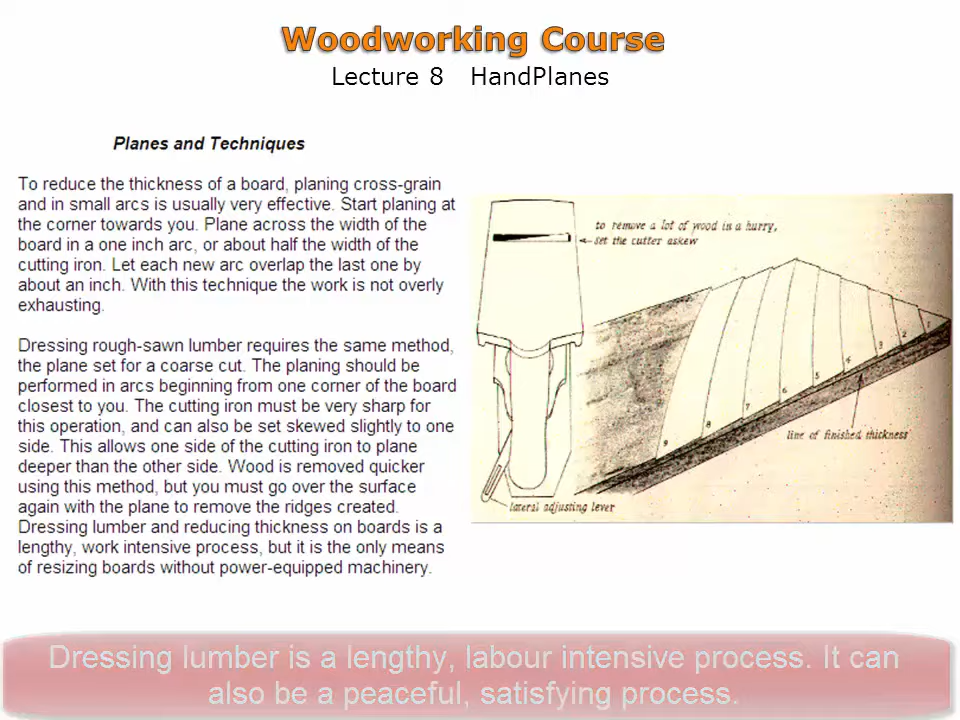 Woodworking Course
Lecture 8 HandPlanes
Planes and Techniques
To reduce the thickness of a board, planing cross-grain
and in small arcs is usually very effective. Start planing at
the corner towards you. Plane across the width of the
board in a one inch arc, or about half the width of the
cutting iron. Let each new arc overlap the last one by
about an inch. With this technique the work is not overly
exhausting.
Dressing rough-sawn lumber requires the same method,
the plane set for a coarse cut. The planing should be
performed in arcs beginning from one corner of the board
closest to you. The cutting iron must be very sharp for
this operation, and can also be set skewed slightly to one
side. This allows one side of the cutting iron to plane
deeper than the other side. Wood is removed quicker
using this method, but you must go over the surface
again with the plane to remove the ridges created.
Dressing lumber and reducing thickness on boards is a
lengthy, work intensive process, but it is the only means
of resizing boards without power-equipped machinery.
to remove a lot of wood in a hurry,
set the cutter askew
1
2
3
4
5
6
7
8
9
line of finished thickness
lateral adjusting lever
Dressing lumber is a lengthy, labour intensive process. It can
also be a peaceful, satisfying process.